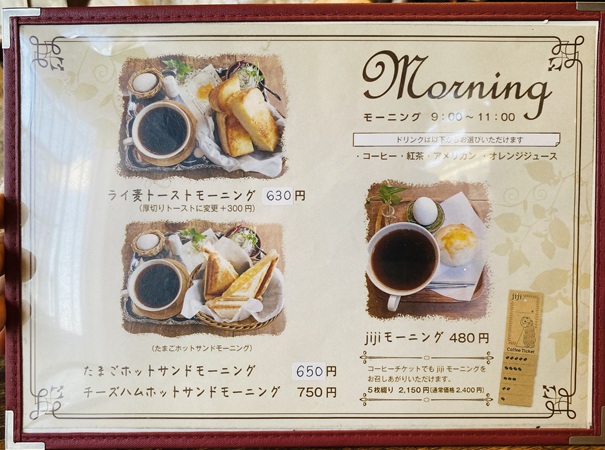 Morning
モーニング 9:00～11:00
ドリンクは以下からお選びいただけます
・コーヒー・紅茶・アメリカン・オレンジジュース
ライ麦トーストモーニング 630円
(厚切りトーストに変更+300円)
(たまごホットサンドモーニング)
たまごホットサンドモーニング 650円
チーズハムホットサンドモーニング 750円
jijiモーニング 480円
コーヒーチケットでも jiji モーニングを
お召しあがりいただけます。
5枚綴り 2,150円(通常価格2,400円)
JIJI
Coffee Ticket